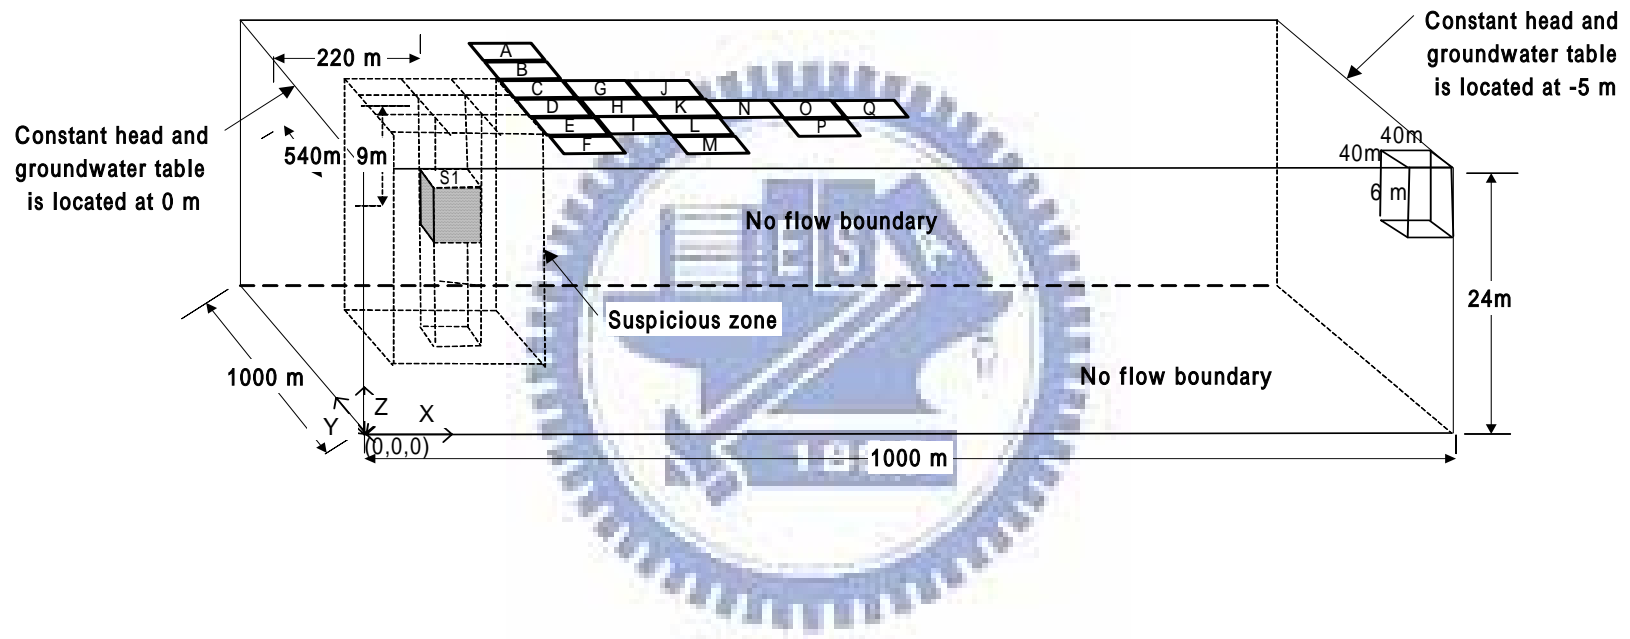 Constant head and
groundwater table
is located at -5 m
220 m
A
B
C G J
D H K N O Q
E I L P
F M
Constant head and
groundwater table
is located at 0 m
540m 9m
S1
40m
40m
6 m
No flow boundary
E S
24m
Suspicious zone
1000 m
No flow boundary
Z X
Y
(0,0,0)
1000 m